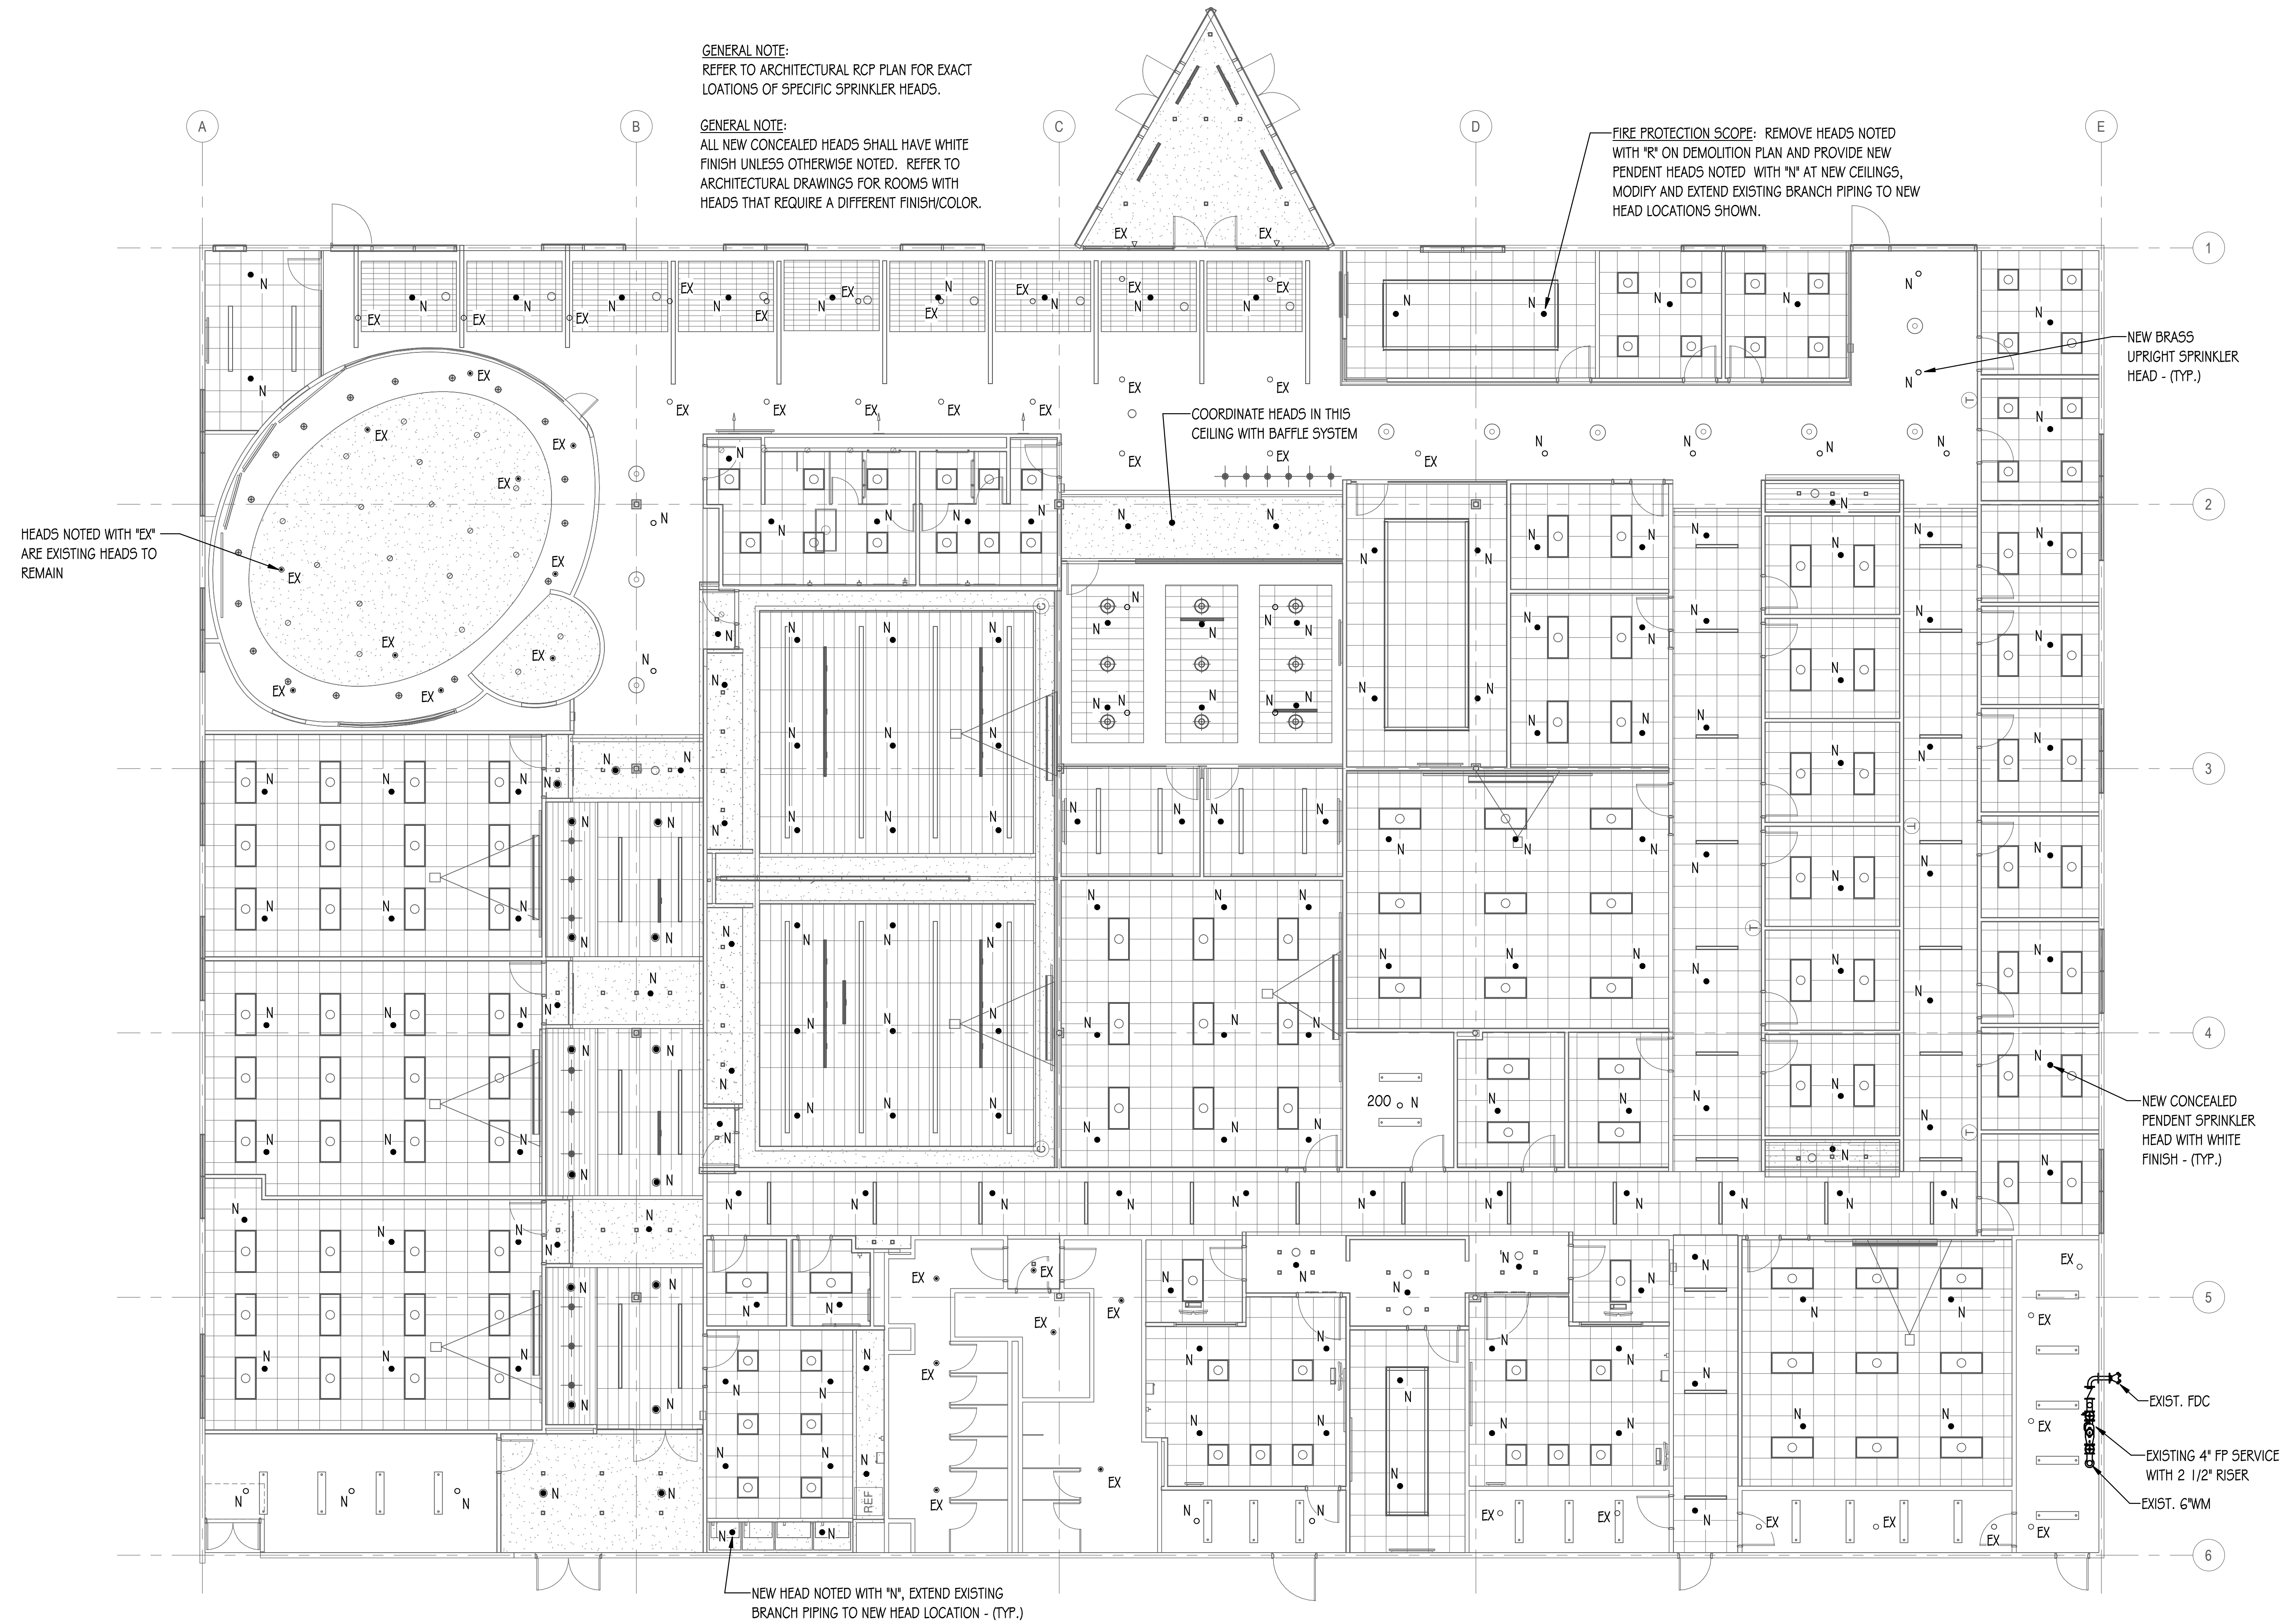 GENERAL NOTE:
REFER TO ARCHITECTURAL RCP PLAN FOR EXACT
LOATIONS OF SPECIFIC SPRINKLER HEADS.
GENERAL NOTE:
ALL NEW CONCEALED HEADS SHALL HAVE WHITE
FINISH UNLESS OTHERWISE NOTED. REFER TO
ARCHITECTURAL DRAWINGS FOR ROOMS WITH
HEADS THAT REQUIRE A DIFFERENT FINISH/COLOR.
FIRE PROTECTION SCOPE: REMOVE HEADS NOTED
WITH "R" ON DEMOLITION PLAN AND PROVIDE NEW
PENDENT HEADS NOTED WITH "N" AT NEW CEILINGS,
MODIFY AND EXTEND EXISTING BRANCH PIPING TO NEW
HEAD LOCATIONS SHOWN.
A
B
C
D
E
1
2
3
4
5
6
NEW BRASS
UPRIGHT SPRINKLER
HEAD - (TYP.)
COORDINATE HEADS IN THIS
CEILING WITH BAFFLE SYSTEM
HEADS NOTED WITH "EX"
ARE EXISTING HEADS TO
REMAIN
EX
N
200 N
REF
NEW CONCEALED
PENDENT SPRINKLER
HEAD WITH WHITE
FINISH - (TYP.)
EXIST. FDC
EXISTING 4" FP SERVICE
WITH 2 1/2" RISER
EXIST. 6"WM
NEW HEAD NOTED WITH "N", EXTEND EXISTING
BRANCH PIPING TO NEW HEAD LOCATION - (TYP.)